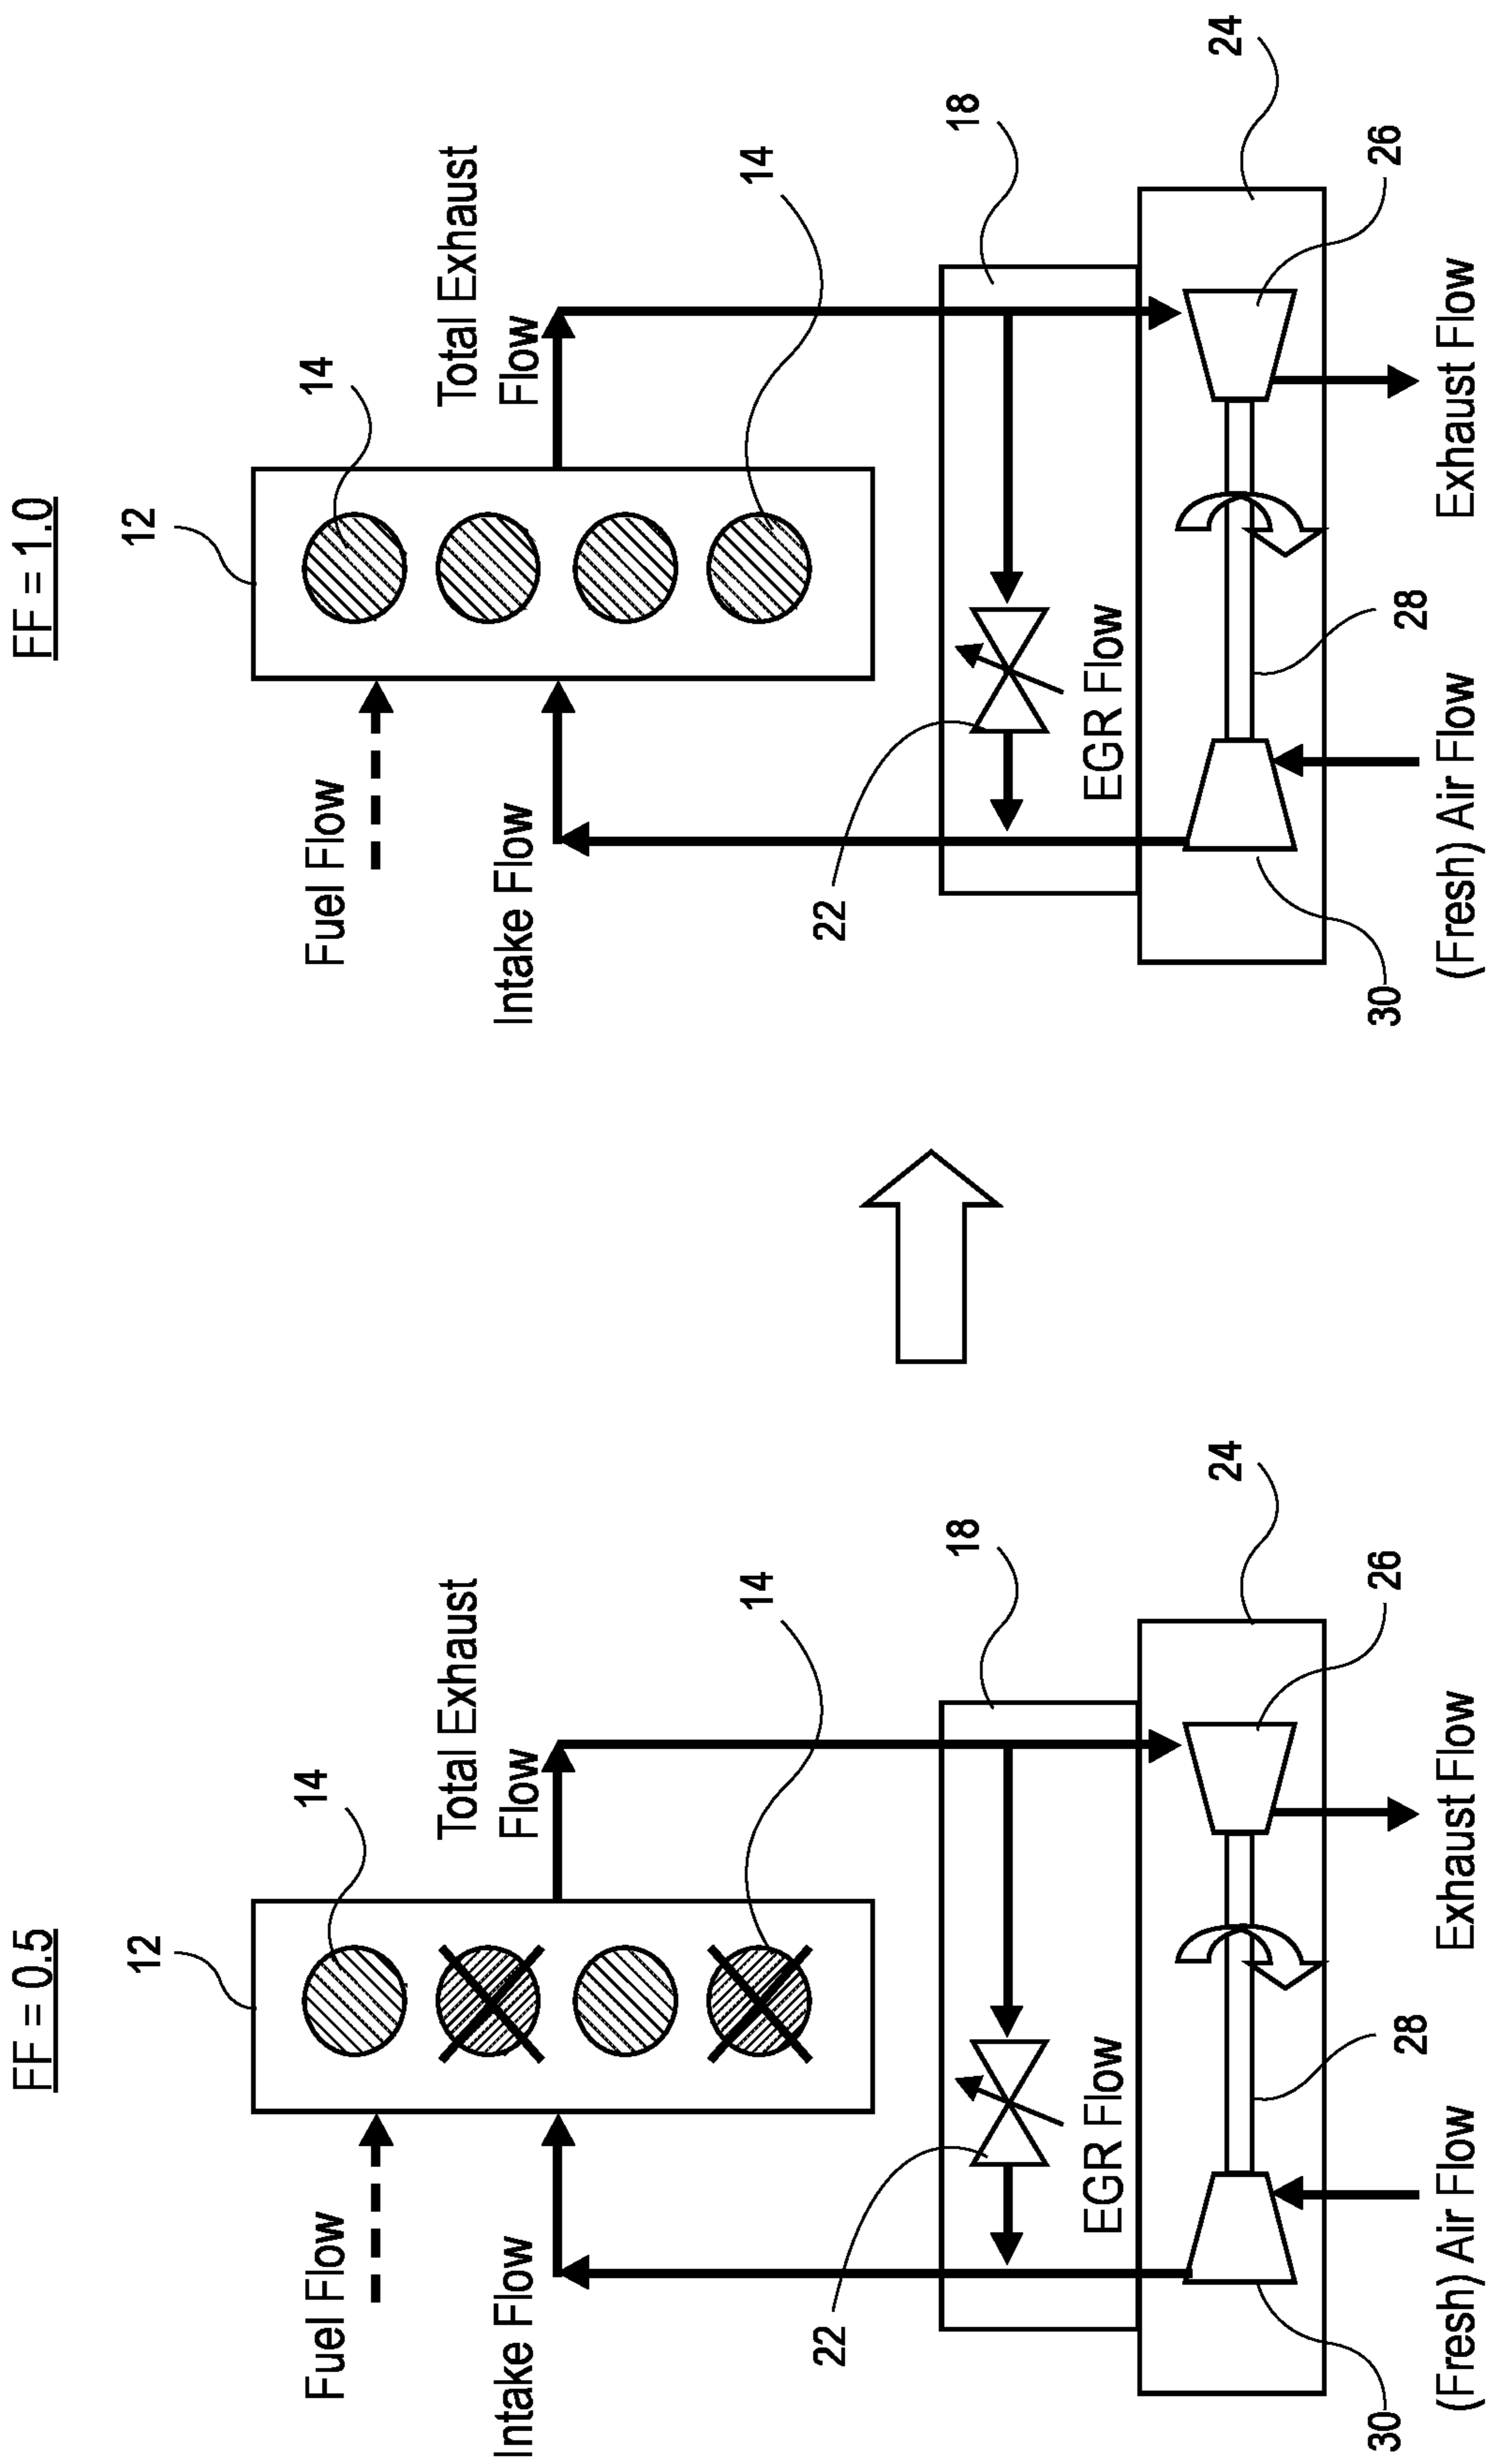 FF = 0.5
12
14
Fuel Flow
Total Exhaust
Flow
Intake Flow
14
22
18
EGR Flow
24
30
28
26
(Fresh) Air Flow
Exhaust Flow
FF = 1.0
12
14
Fuel Flow
Total Exhaust
Flow
Intake Flow
14
22
18
EGR Flow
24
30
28
26
(Fresh) Air Flow
Exhaust Flow